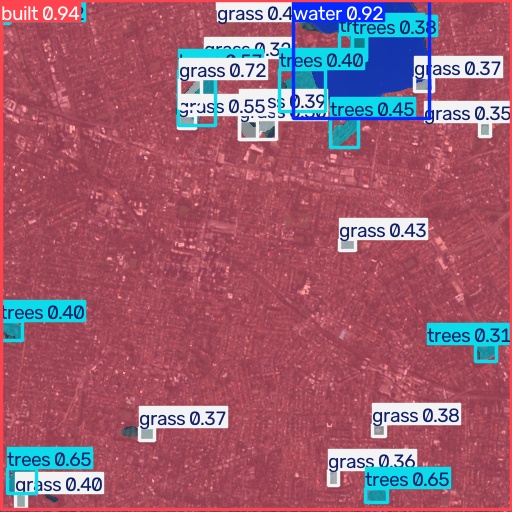 built 0.94
grass 0.4
water 0.92
trees 0.38
grass 0.32
trees 0.40
grass 0.72
grass 0.37
grass 0.55
0.39
trees 0.45
grass 0.35
grass 0.43
trees 0.40
trees 0.31
grass 0.37
grass 0.38
trees 0.65
grass 0.36
grass 0.40
trees 0.65